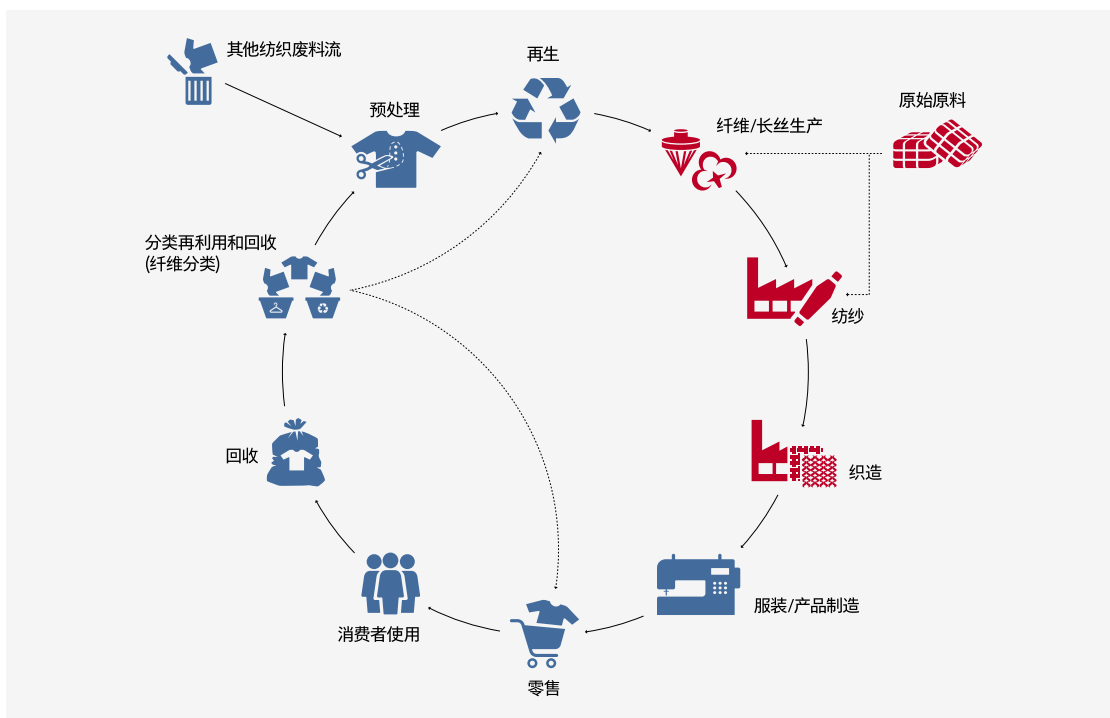 其他纺织废料流
再生
预处理
原始原料
纤维/长丝生产
分类再利用和回收
(纤维分类)
纺纱
回收
织造
服装/产品制造
消费者使用
零售